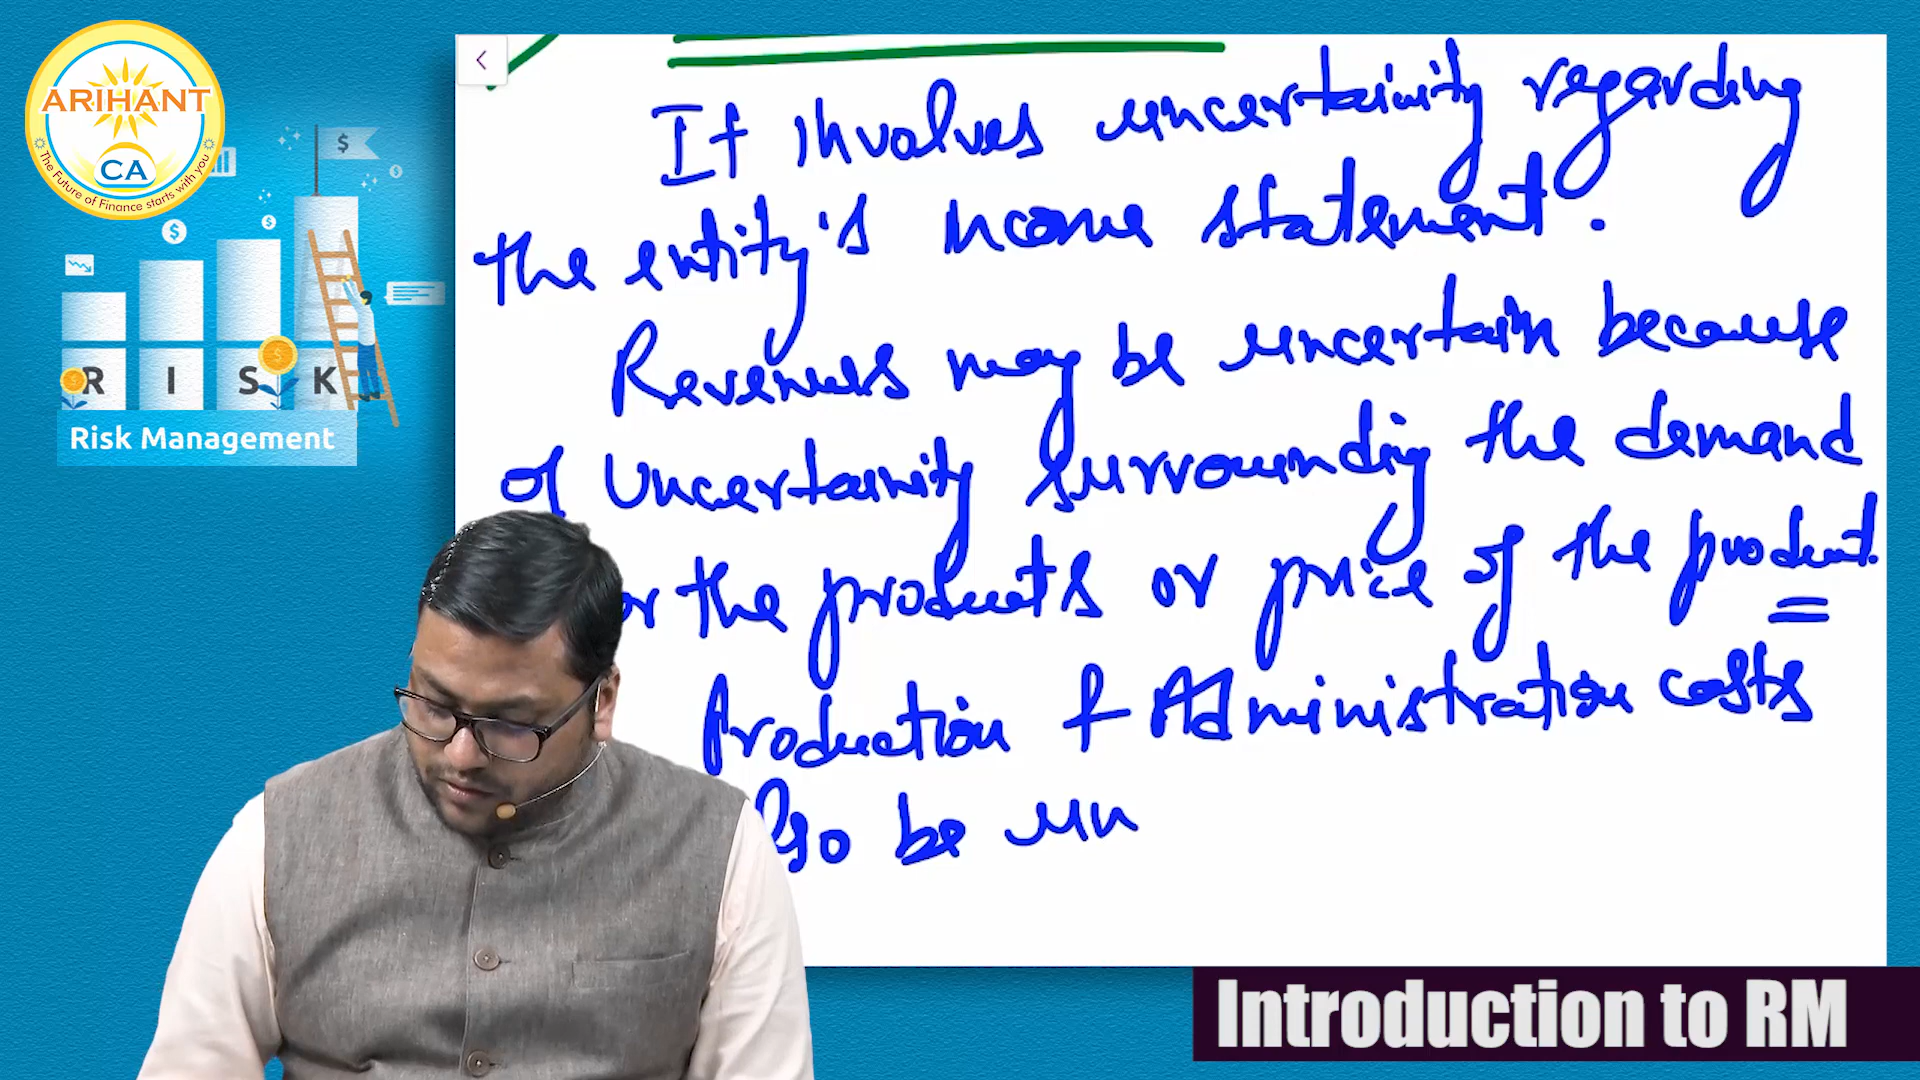 ARIHANT
CA
The Future of Finance starts with you
R I S K
Risk Management
It involves uncertainity regarding
the entity's income statement.
Revenues may be uncertain because
of uncertainity surrounding the demand
for the products or price of the product.
Production & Administration costs
also be un
Introduction to RM